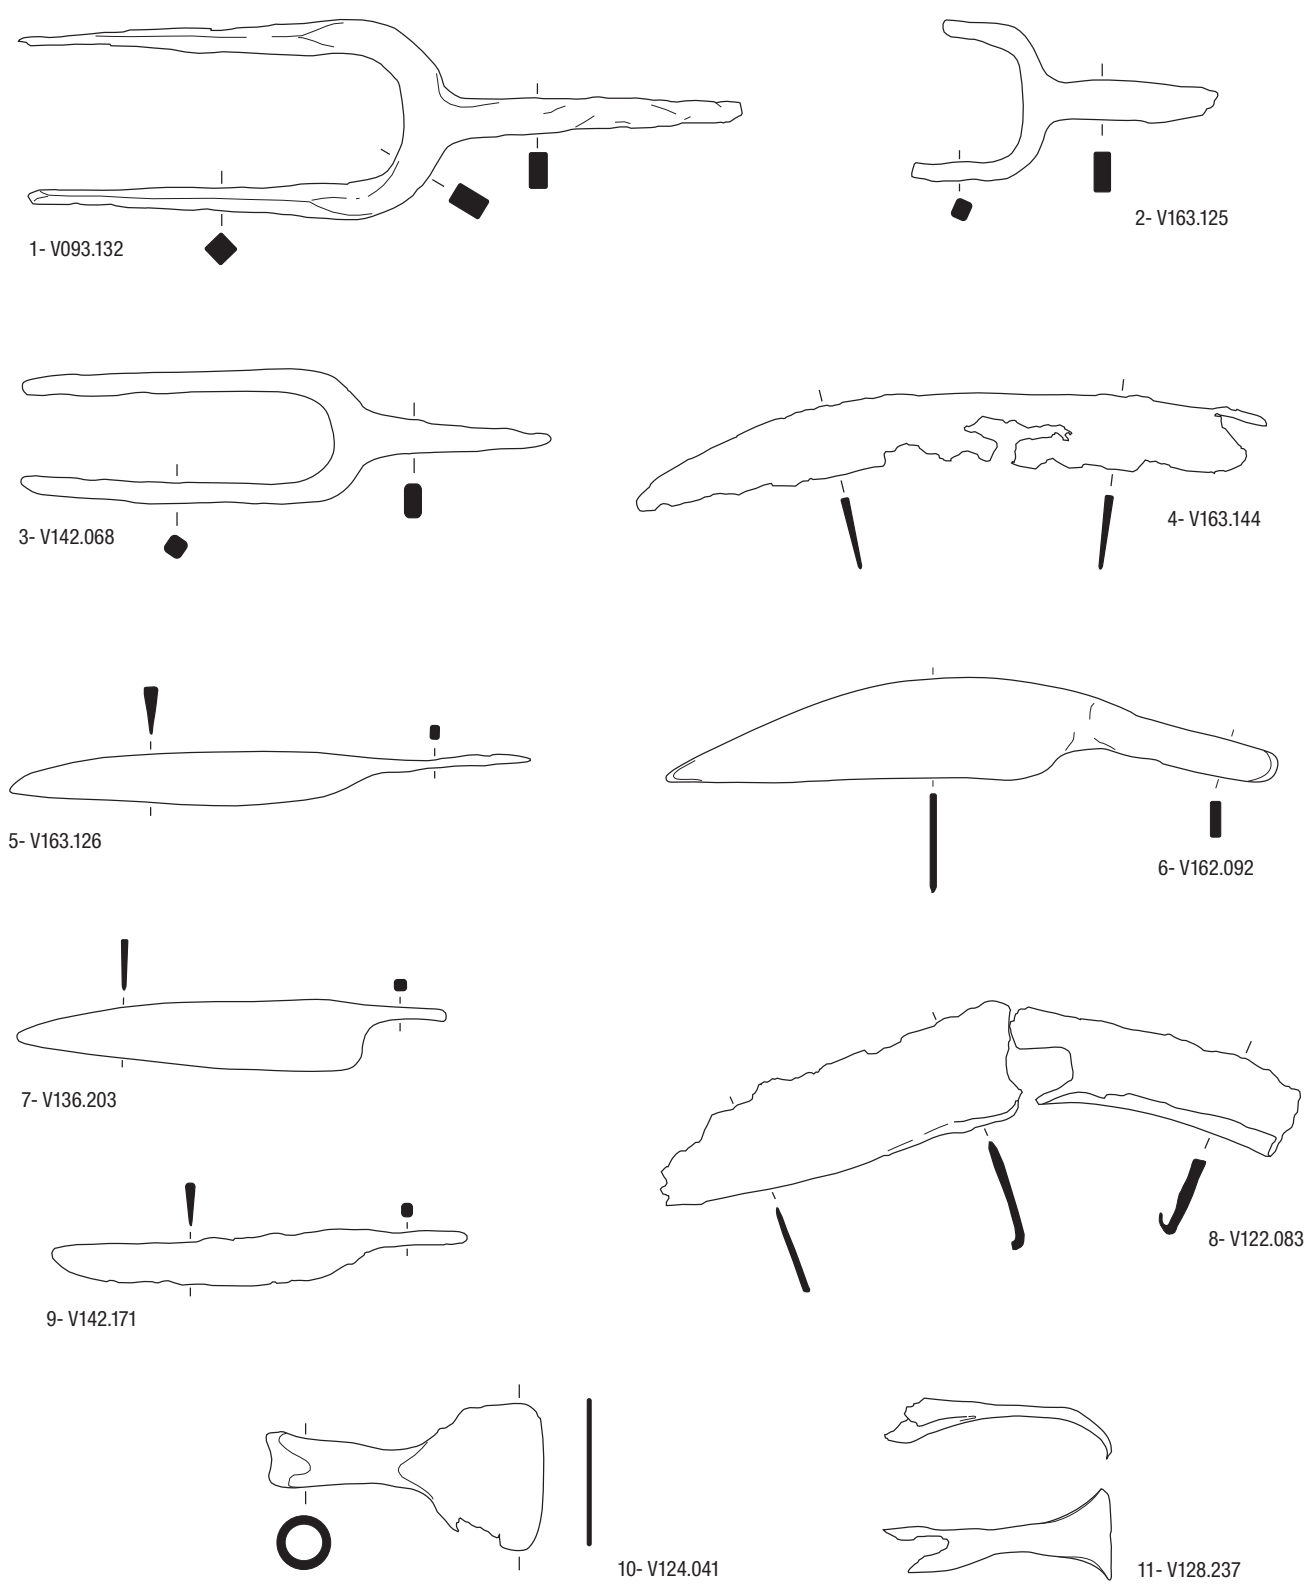 1- V093.132
2- V163.125
3- V142.068
4- V163.144
5- V163.126
6- V162.092
7- V136.203
8- V122.083
9- V142.171
10- V124.041
11- V128.237